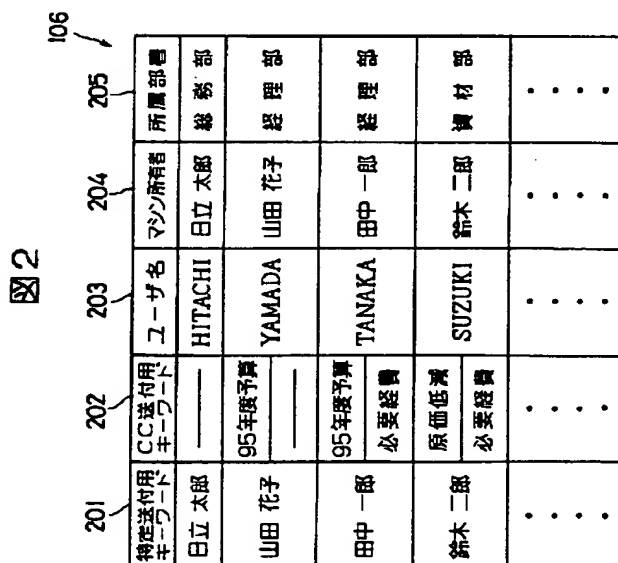 図2
106
201 202 203 204 205
特定送付用キーワード CC送付用キーワード ユーザ名 マシン所有者 所属部署
日立 太郎 —— HITACHI 日立 太郎 総務部
山田 花子 95年度予算 YAMADA 山田 花子 経理部
——
田中 一郎 95年度予算 TANAKA 田中 一郎 経理部
必要経費
鈴木 二郎 原価低減 SUZUKI 鈴木 二郎 資材部
必要経費